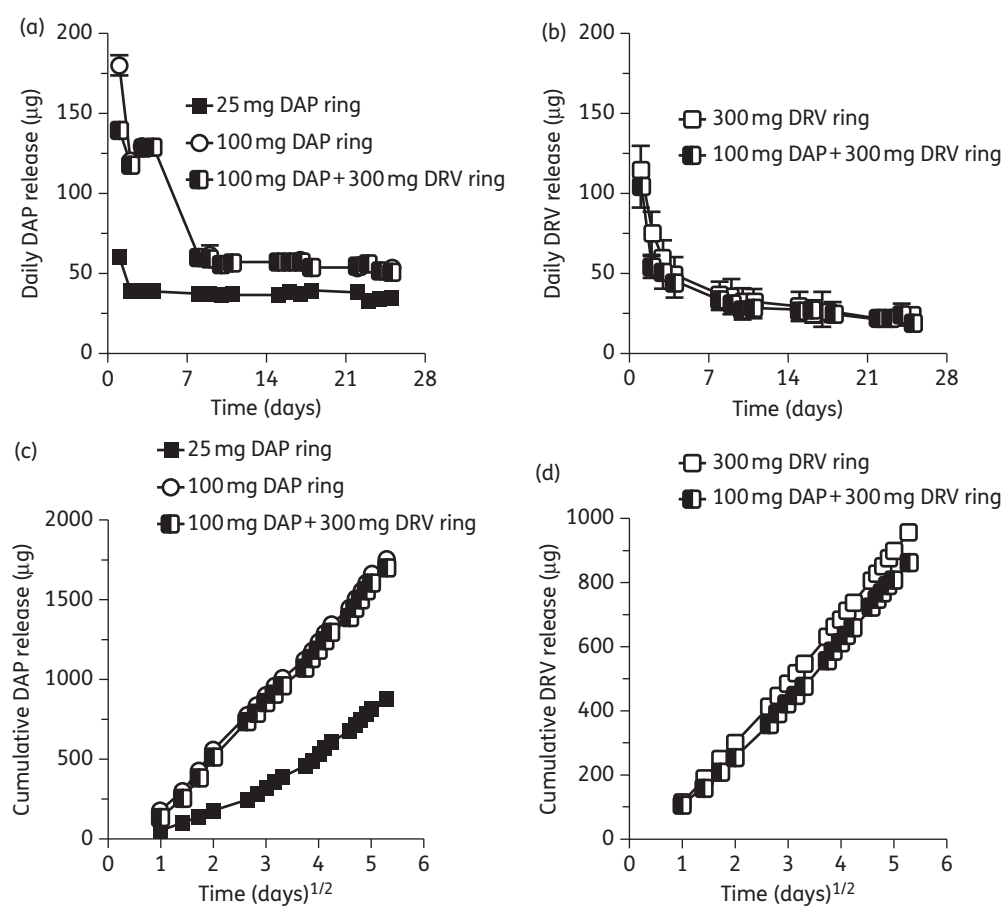 (a)
200
150
100
50
0
Daily DAP release (µg)
25 mg DAP ring
100 mg DAP ring
100 mg DAP+300 mg DRV ring
0 7 14 21 28
Time (days)
(b)
200
150
100
50
0
Daily DRV release (µg)
300 mg DRV ring
100 mg DAP+300 mg DRV ring
0 7 14 21 28
Time (days)
(c)
25 mg DAP ring
100 mg DAP ring
100 mg DAP+300 mg DRV ring
2000
1500
1000
500
0
Cumulative DAP release (µg)
0 1 2 3 4 5 6
Time (days)1/2
(d)
300 mg DRV ring
100 mg DAP+300 mg DRV ring
1000
800
600
400
200
0
Cumulative DRV release (µg)
0 1 2 3 4 5 6
Time (days)1/2